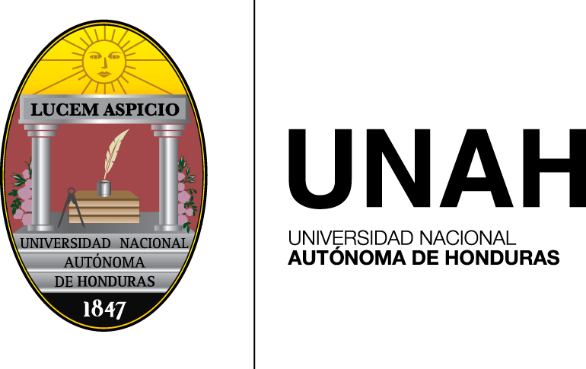 LUCEM ASPICIO
UNIVERSIDAD NACIONAL
AUTÓNOMA
DE HONDURAS
1847
UNAH
UNIVERSIDAD NACIONAL
AUTÓNOMA DE HONDURAS